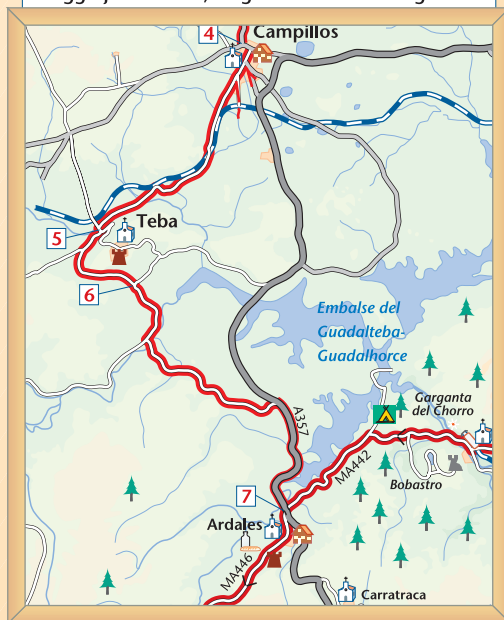 4
Campillos
Teba
5
6
Embalse del
Guadalteba-
Guadalhorce
Garganta
del Chorro
A357
MA442
Bobastro
7
Ardales
MA446
Carratraca